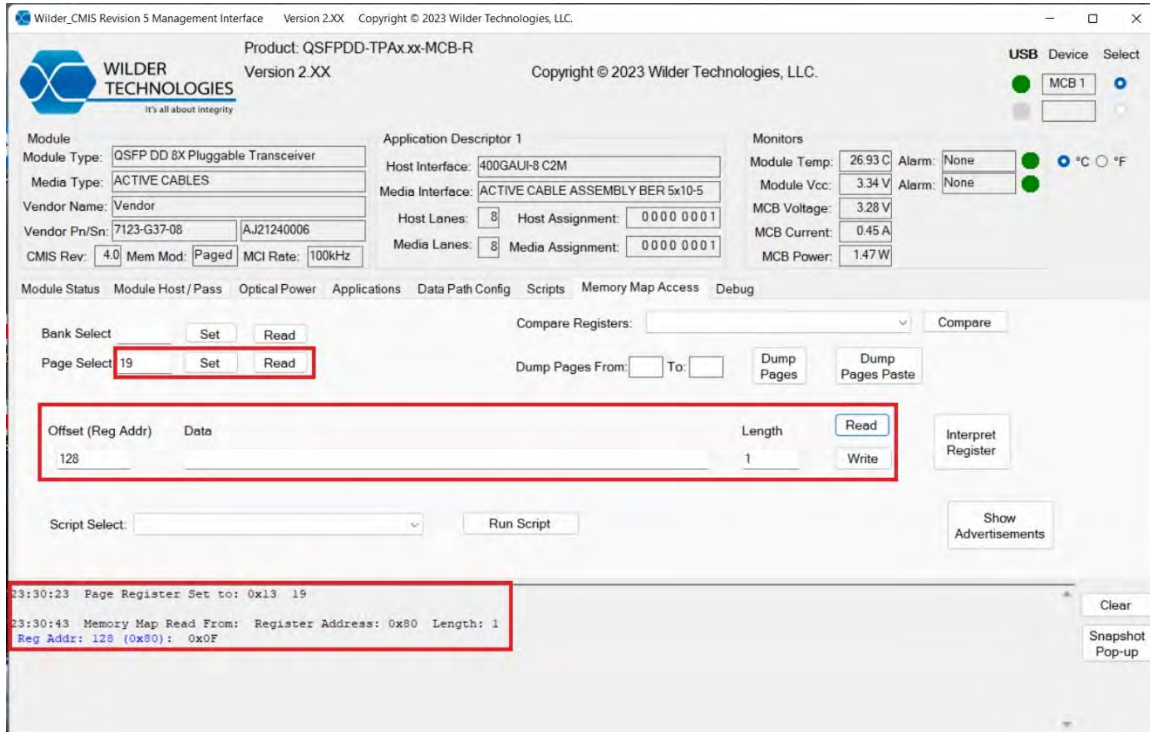 Wilder_CMIS Revision 5 Management Interface Version 2.XX Copyright © 2023 Wilder Technologies, LLC.
Product: QSFPDD-TPAx.xx-MCB-R
WILDER TECHNOLOGIES
It's all about integrity
Version 2.XX
Copyright © 2023 Wilder Technologies, LLC.
USB Device Select
MCB 1
Module
Module Type: QSFP DD 8X Pluggable Transceiver
Media Type: ACTIVE CABLES
Vendor Name: Vendor
Vendor Pn/Sn: 7123-G37-08 AJ21240006
CMIS Rev: 4.0 Mem Mod: Paged MCI Rate: 100kHz
Application Descriptor 1
Host Interface: 400GAUI-8 C2M
Media Interface: ACTIVE CABLE ASSEMBLY BER 5x10-5
Host Lanes: 8 Host Assignment: 0000 0001
Media Lanes: 8 Media Assignment: 0000 0001
Monitors
Module Temp: 26.93 C Alarm: None °C °F
Module Vcc: 3.34 V Alarm: None
MCB Voltage: 3.28 V
MCB Current: 0.45 A
MCB Power: 1.47 W
Module Status Module Host / Pass Optical Power Applications Data Path Config Scripts Memory Map Access Debug
Bank Select Set Read
Compare Registers: Compare
Page Select 19 Set Read
Dump Pages From: To: Dump Pages Dump Pages Paste
Offset (Reg Addr) Data Length Read
128 1 Write
Interpret Register
Script Select: Run Script
Show Advertisements
23:30:23 Page Register Set to: 0x13 19
23:30:43 Memory Map Read From: Register Address: 0x80 Length: 1
Reg Addr: 128 (0x80): 0x0F
Clear
Snapshot Pop-up